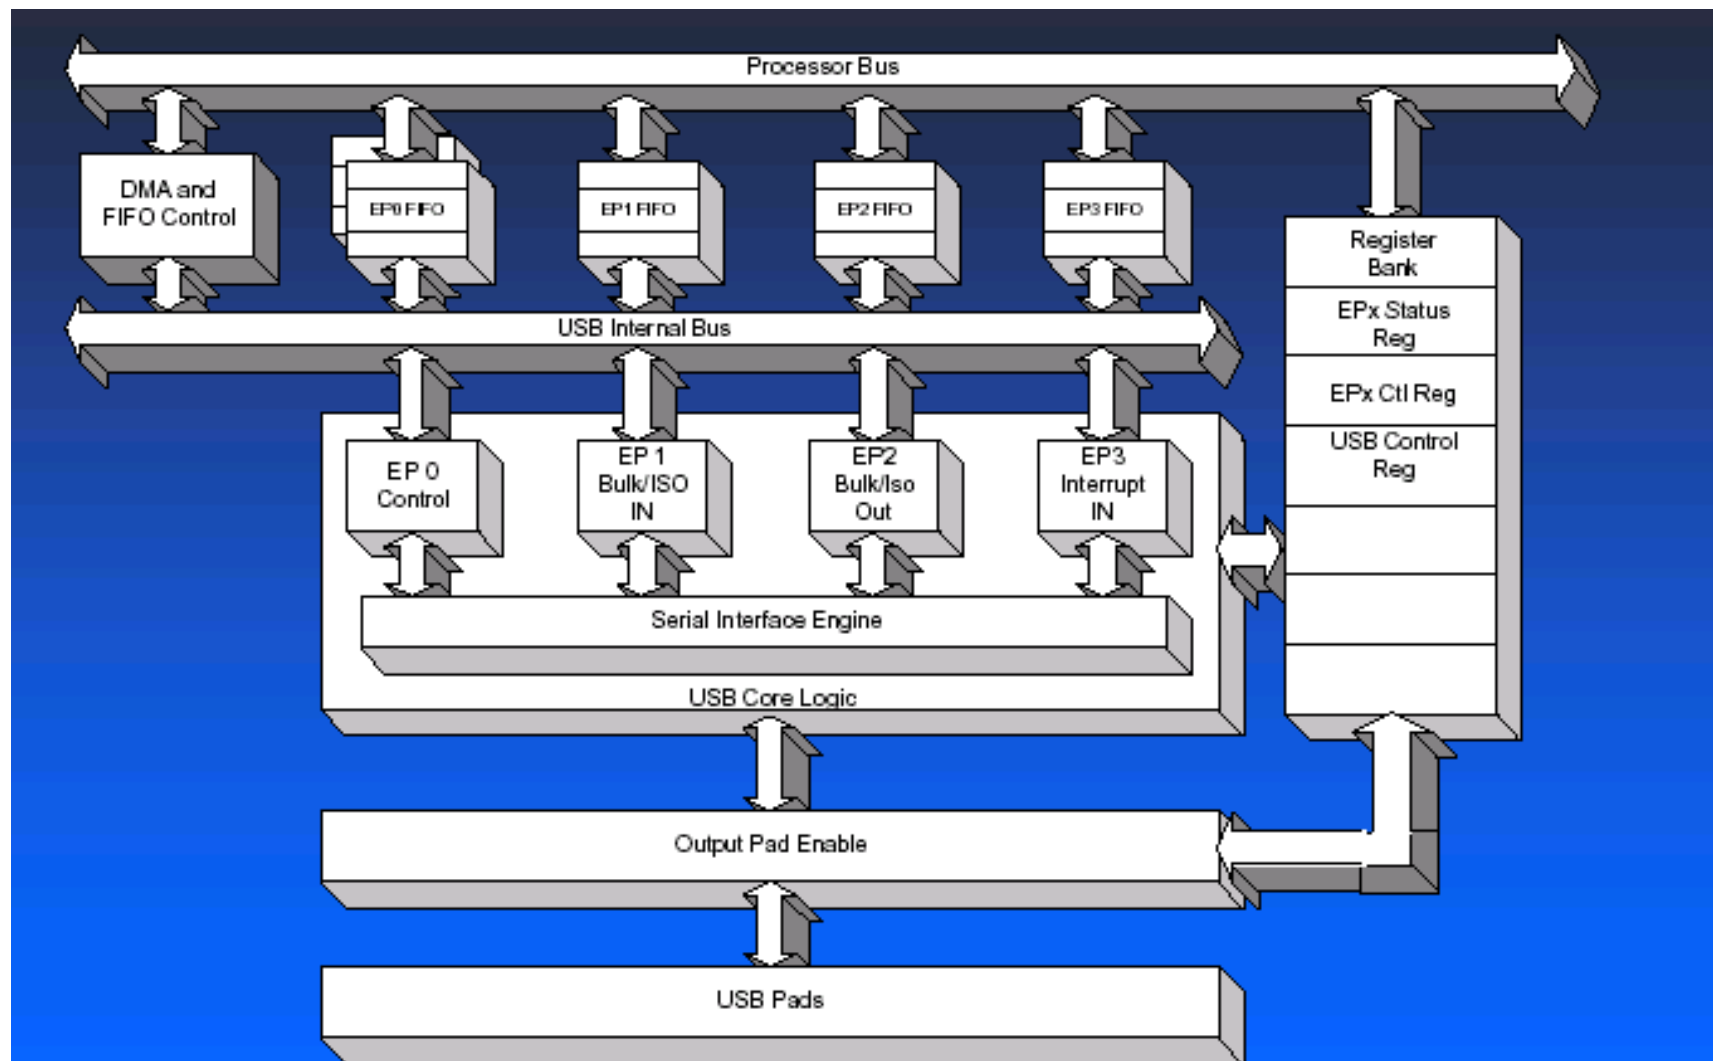 Processor Bus
DMA and
FIFO Control
EP0 FIFO
EP1 FIFO
EP2 FIFO
EP3 FIFO
Register
Bank
EPx Status
Reg
EPx Ctl Reg
USB Control
Reg
USB Internal Bus
EP 0
Control
EP 1
Bulk/ISO
IN
EP2
Bulk/Iso
Out
EP3
Interrupt
IN
Serial Interface Engine
USB Core Logic
Output Pad Enable
USB Pads